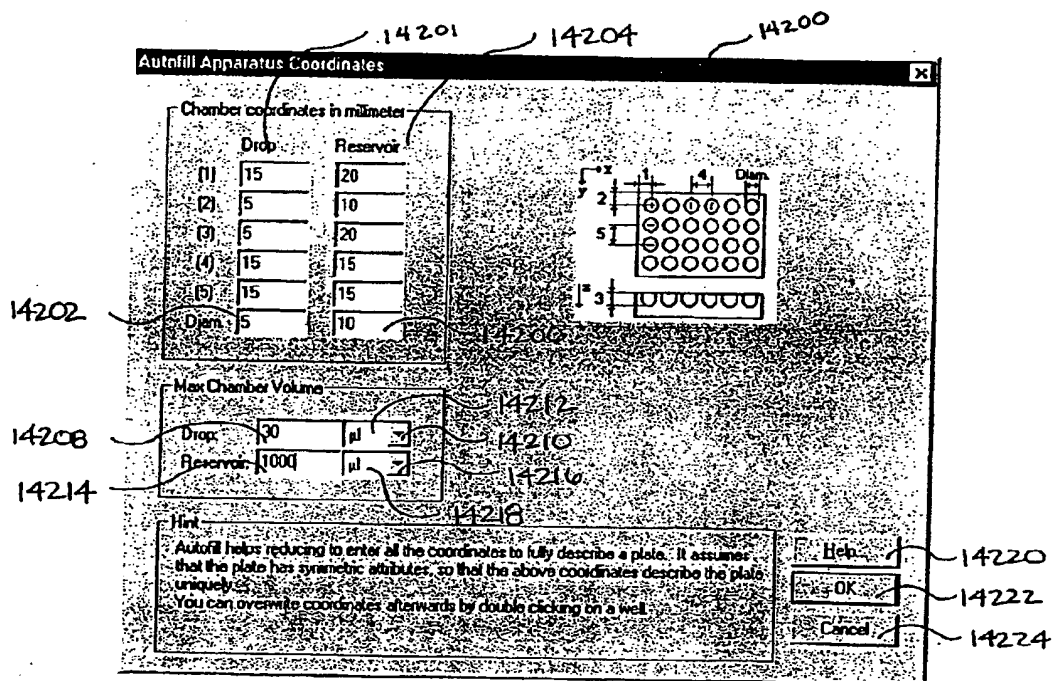 14201
14204
14200
Autofill Apparatus Coordinates
Chamber coordinates in millimeter
Drop Reservoir
(1) 15 20
(2) 5 10
(3) 5 20
(4) 15 15
(5) 15 15
14202
Diam. 5 10
14206
x
y
1 4 Diam.
2
5
z
3
Max Chamber Volume
14212
14208
Drop: 30 µl
14210
Reservoir: 1000 µl
14214
14216
14218
Hint
Autofill helps reducing to enter all the coordinates to fully describe a plate. It assumes
that the plate has symmetric attributes, so that the above coordinates describe the plate
uniquely.
You can overwrite coordinates afterwards by double clicking on a well.
Help...
14220
OK
14222
Cancel
14224